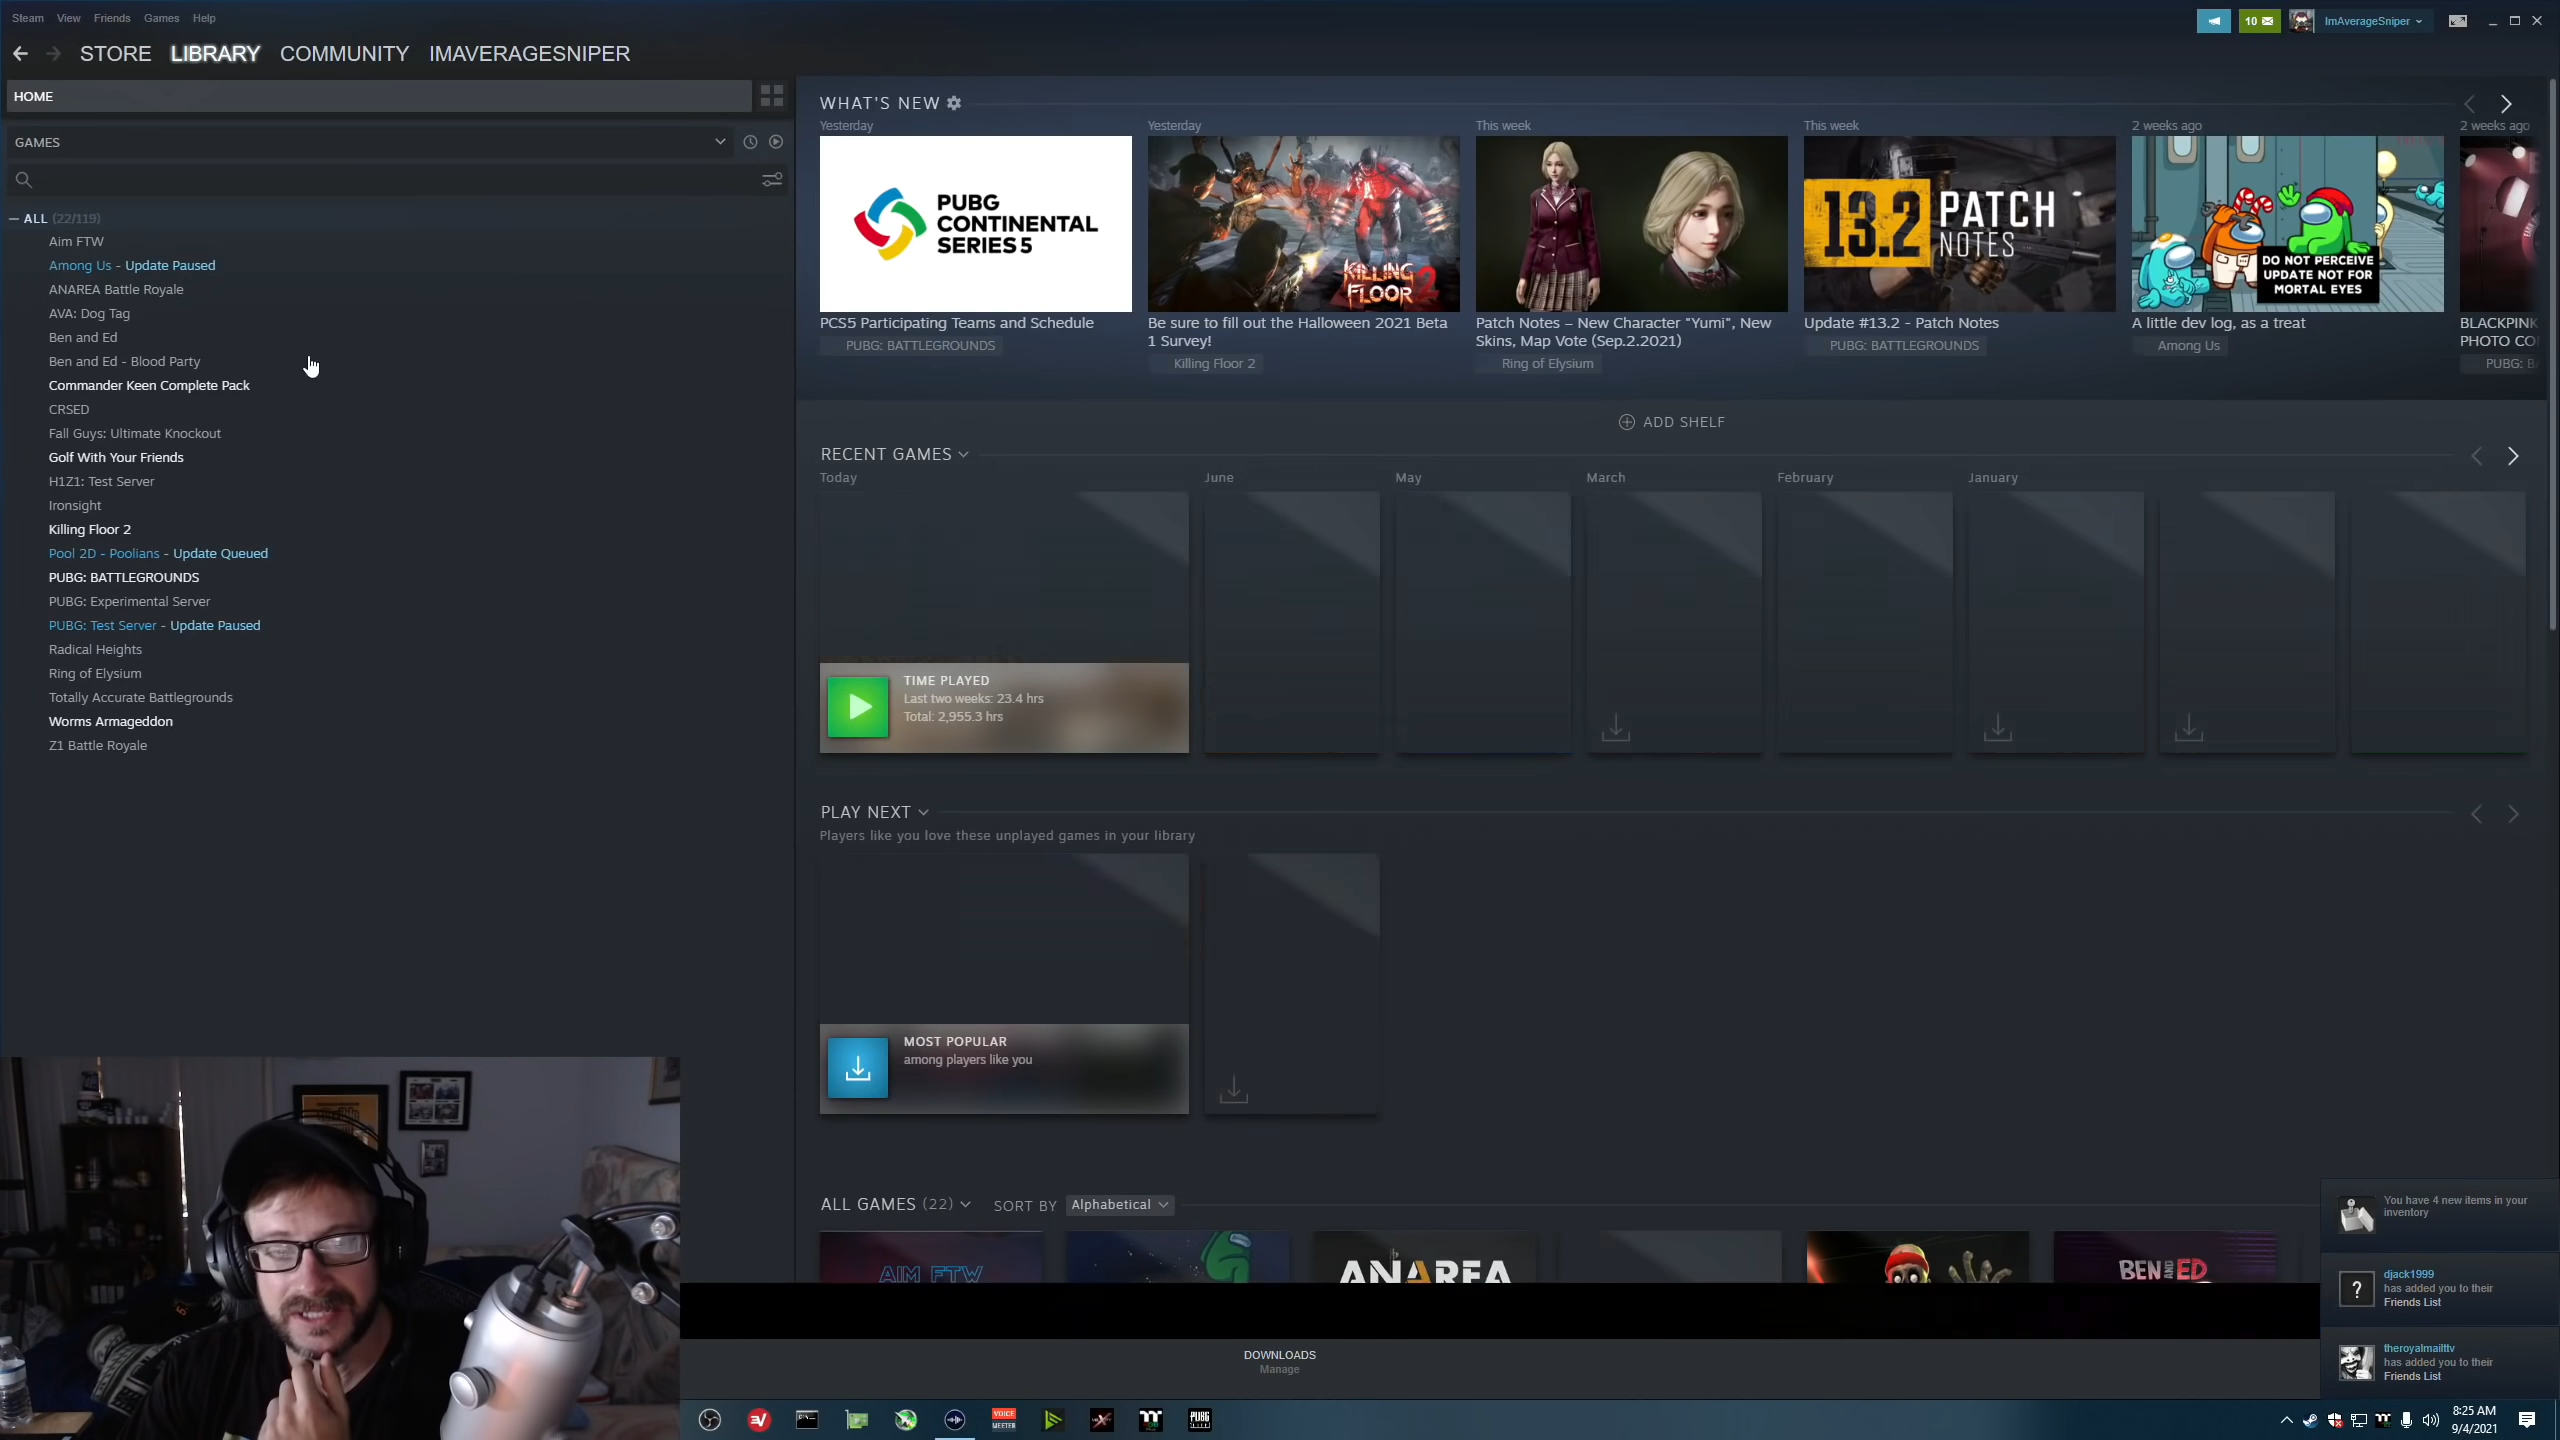 Steam View Friends Games Help
10 ImAverageSniper
STORE LIBRARY COMMUNITY IMAVERAGESNIPER
HOME
GAMES
ALL (22/119)
Aim FTW
Among Us - Update Paused
ANAREA Battle Royale
AVA: Dog Tag
Ben and Ed
Ben and Ed - Blood Party
Commander Keen Complete Pack
CRSED
Fall Guys: Ultimate Knockout
Golf With Your Friends
H1Z1: Test Server
Ironsight
Killing Floor 2
Pool 2D - Poolians - Update Queued
PUBG: BATTLEGROUNDS
PUBG: Experimental Server
PUBG: Test Server - Update Paused
Radical Heights
Ring of Elysium
Totally Accurate Battlegrounds
Worms Armageddon
Z1 Battle Royale
WHAT'S NEW
Yesterday
PUBG
CONTINENTAL
SERIES 5
PCS5 Participating Teams and Schedule
PUBG: BATTLEGROUNDS
Yesterday
KILLING
FLOOR 2
Be sure to fill out the Halloween 2021 Beta
1 Survey!
Killing Floor 2
This week
Patch Notes – New Character "Yumi", New
Skins, Map Vote (Sep.2.2021)
Ring of Elysium
This week
13.2 PATCH
NOTES
Update #13.2 - Patch Notes
PUBG: BATTLEGROUNDS
2 weeks ago
DO NOT PERCEIVE
UPDATE NOT FOR
MORTAL EYES
A little dev log, as a treat
Among Us
2 weeks ago
BLACKPINK
PHOTO CO
PUBG: B
ADD SHELF
RECENT GAMES
Today June May March February January
TIME PLAYED
Last two weeks: 23.4 hrs
Total: 2,955.3 hrs
PLAY NEXT
Players like you love these unplayed games in your library
MOST POPULAR
among players like you
ALL GAMES (22) SORT BY Alphabetical
AIM FTW
ANAREA
BEN AND ED
You have 4 new items in your
inventory
djack1999
has added you to their
Friends List
theroyalmailttv
has added you to their
Friends List
DOWNLOADS
Manage
VOICE
MEETER
PUBG
8:25 AM
9/4/2021